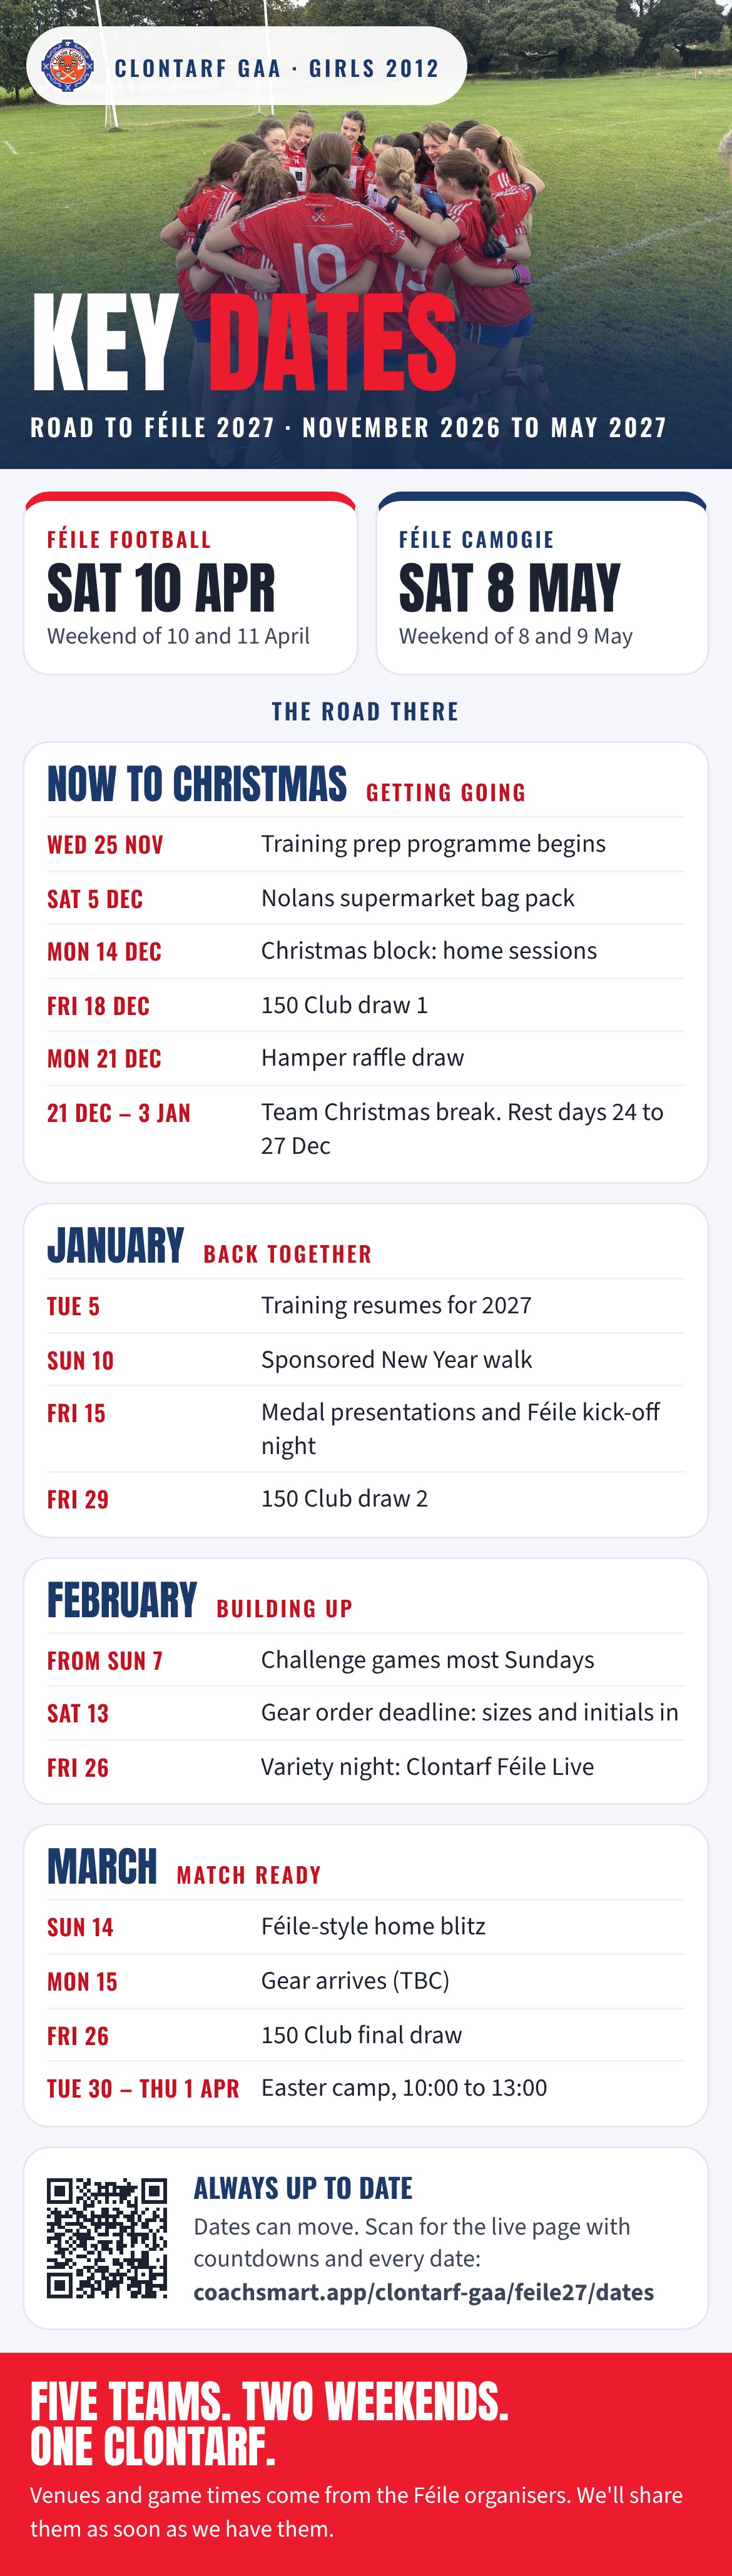 CLONTARF GAA · GIRLS 2012
10
KEY DATES
ROAD TO FÉILE 2027 · NOVEMBER 2026 TO MAY 2027
FÉILE FOOTBALL
SAT 10 APR
Weekend of 10 and 11 April
FÉILE CAMOGIE
SAT 8 MAY
Weekend of 8 and 9 May
THE ROAD THERE
NOW TO CHRISTMAS GETTING GOING
WED 25 NOV Training prep programme begins
SAT 5 DEC Nolans supermarket bag pack
MON 14 DEC Christmas block: home sessions
FRI 18 DEC 150 Club draw 1
MON 21 DEC Hamper raffle draw
21 DEC – 3 JAN Team Christmas break. Rest days 24 to
27 Dec
JANUARY BACK TOGETHER
TUE 5 Training resumes for 2027
SUN 10 Sponsored New Year walk
FRI 15 Medal presentations and Féile kick-off
night
FRI 29 150 Club draw 2
FEBRUARY BUILDING UP
FROM SUN 7 Challenge games most Sundays
SAT 13 Gear order deadline: sizes and initials in
FRI 26 Variety night: Clontarf Féile Live
MARCH MATCH READY
SUN 14 Féile-style home blitz
MON 15 Gear arrives (TBC)
FRI 26 150 Club final draw
TUE 30 – THU 1 APR Easter camp, 10:00 to 13:00
ALWAYS UP TO DATE
Dates can move. Scan for the live page with
countdowns and every date:
coachsmart.app/clontarf-gaa/feile27/dates
FIVE TEAMS. TWO WEEKENDS.
ONE CLONTARF.
Venues and game times come from the Féile organisers. We'll share
them as soon as we have them.